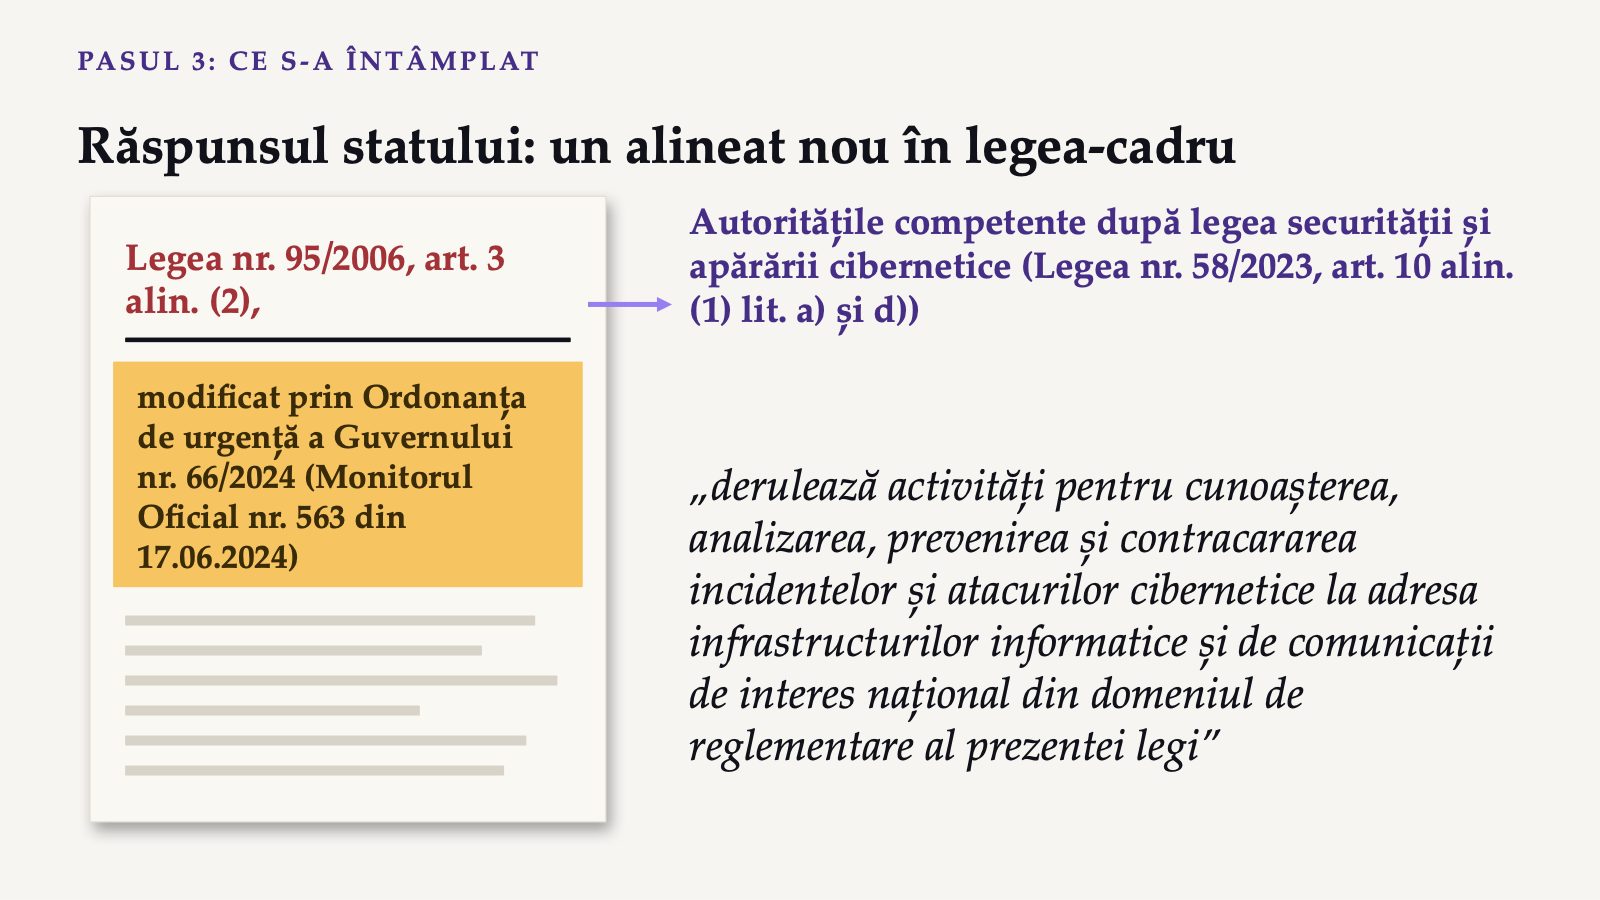 PASUL 3: CE S-A ÎNTÂMPLAT
Răspunsul statului: un alineat nou în legea-cadru
Legea nr. 95/2006, art. 3
alin. (2),
modificat prin Ordonanța
de urgență a Guvernului
nr. 66/2024 (Monitorul
Oficial nr. 563 din
17.06.2024)
Autoritățile competente după legea securității și
apărării cibernetice (Legea nr. 58/2023, art. 10 alin.
(1) lit. a) și d))
„derulează activități pentru cunoașterea,
analizarea, prevenirea și contracararea
incidentelor și atacurilor cibernetice la adresa
infrastructurilor informatice și de comunicații
de interes național din domeniul de
reglementare al prezentei legi”